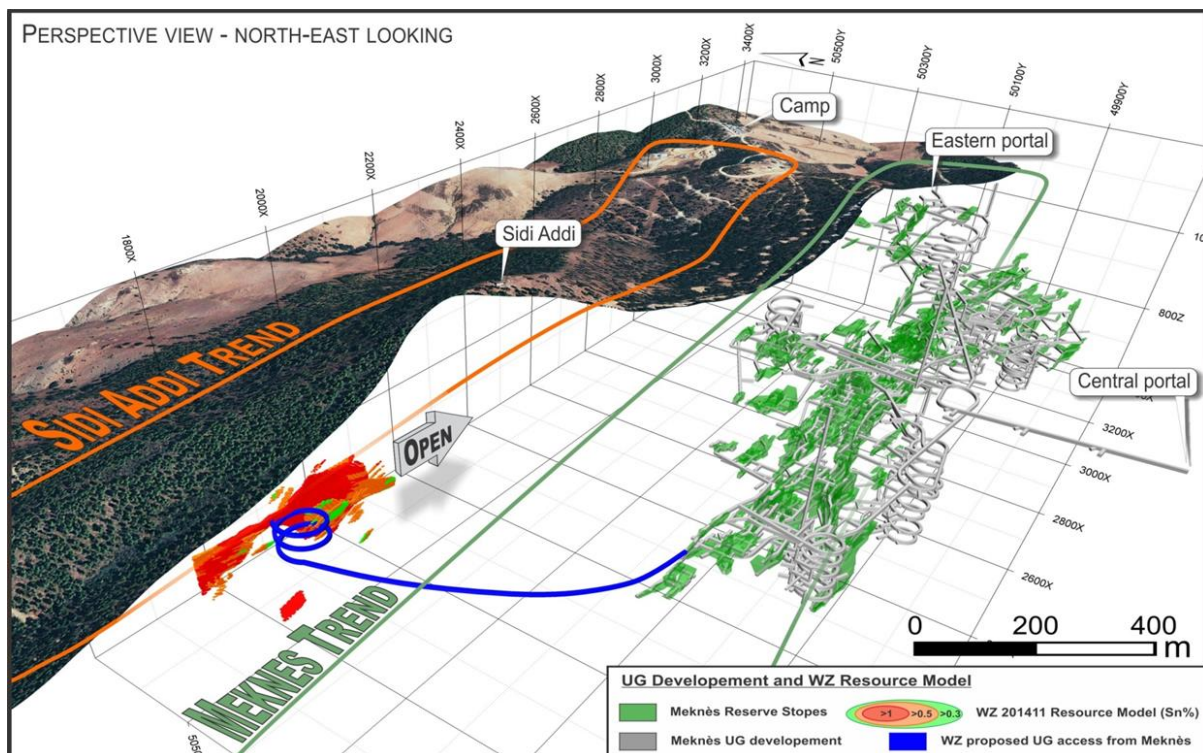 PERSPECTIVE VIEW - NORTH-EAST LOOKING
N
3400X
3200X
3000X
2800X
2600X
2400X
2200X
2000X
1800X
50500Y
50300Y
50100Y
49900Y
Camp
Eastern portal
Sidi Addi
800Z
Central portal
3200X
3000X
2800X
2600X
SIDI ADDI TREND
OPEN
MEKNES TREND
0 200 400
m
UG Developement and WZ Resource Model
Meknès Reserve Stopes
>1 >0.5 >0.3
WZ 201411 Resource Model (Sn%)
Meknès UG developement
WZ proposed UG access from Meknès